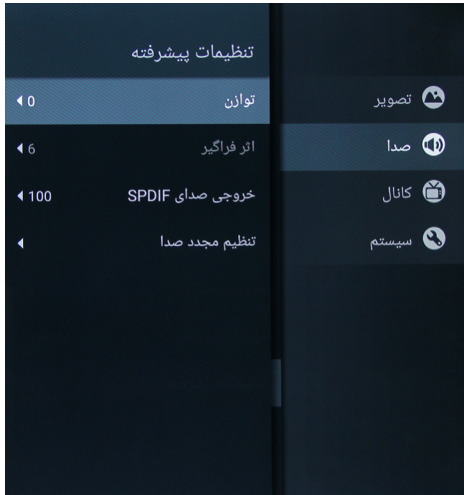 تصویر
صدا
کانال
سیستم
تنظیمات پیشرفته
توازن 0
اثر فراگیر 6
خروجی صدای SPDIF 100
تنظیم مجدد صدا